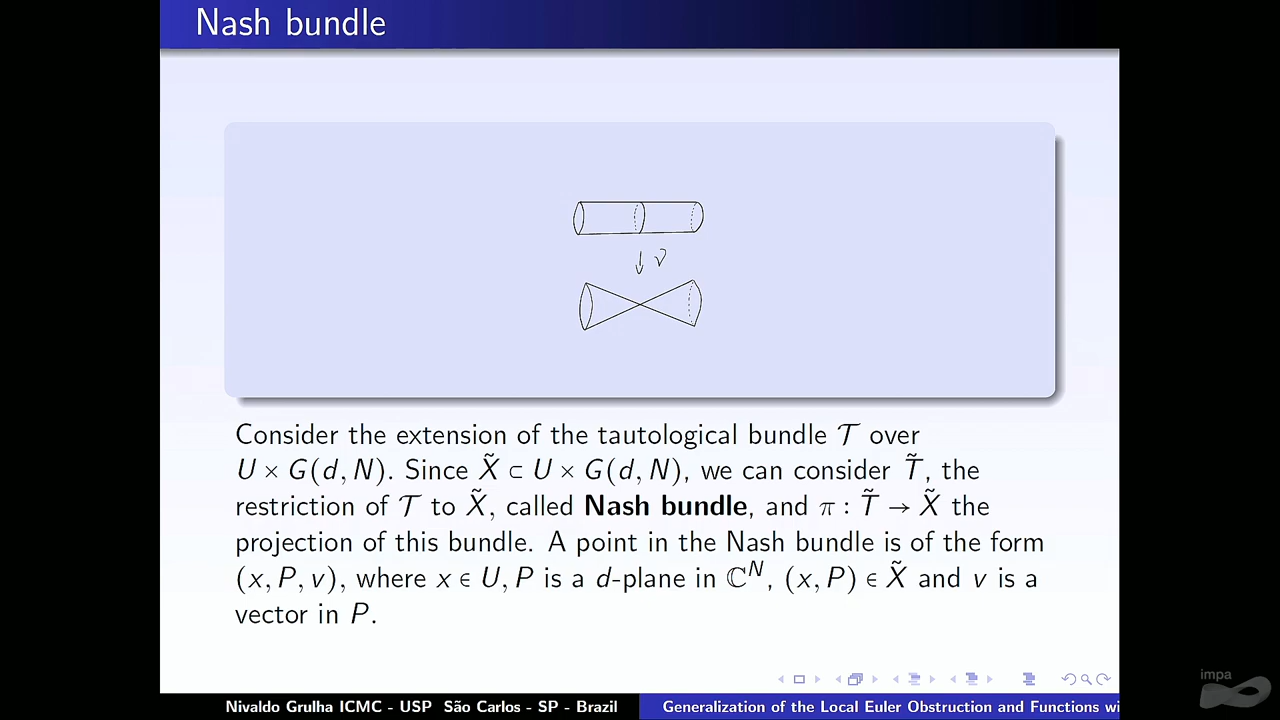 Nash bundle
ν
Consider the extension of the tautological bundle 𝒯 over
U × G(d, N). Since X̃ ⊂ U × G(d, N), we can consider T̃, the
restriction of 𝒯 to X̃, called Nash bundle, and π : T̃ → X̃ the
projection of this bundle. A point in the Nash bundle is of the form
(x, P, v), where x ∈ U, P is a d-plane in ℂᴺ, (x, P) ∈ X̃ and v is a
vector in P.
impa
Nivaldo Grulha ICMC - USP São Carlos - SP - Brazil
Generalization of the Local Euler Obstruction and Functions wi